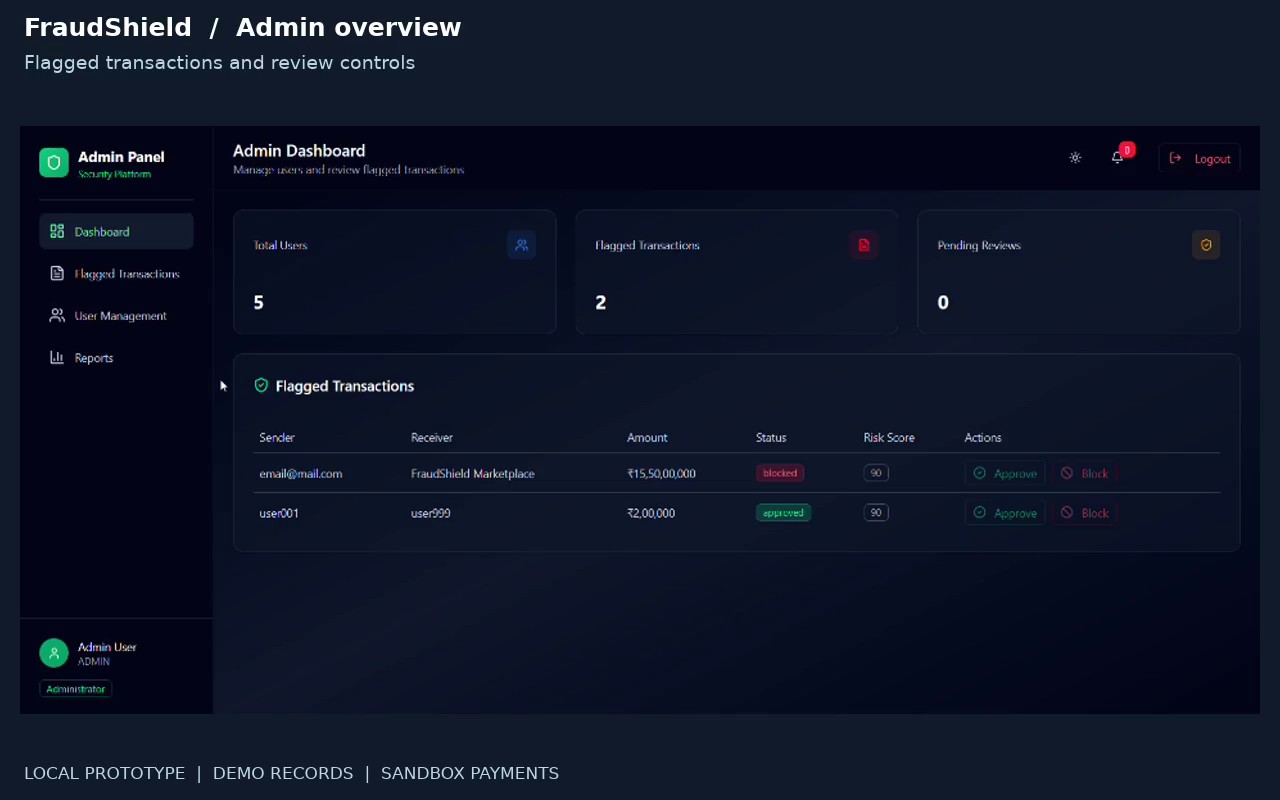 FraudShield / Admin overview
Flagged transactions and review controls
Admin Panel
Security Platform
Dashboard
Flagged Transactions
User Management
Reports
Admin User
ADMIN
Administrator
Admin Dashboard
Manage users and review flagged transactions
0
Logout
Total Users
5
Flagged Transactions
2
Pending Reviews
0
Flagged Transactions
Sender Receiver Amount Status Risk Score Actions
email@mail.com FraudShield Marketplace ₹15,50,00,000 blocked 90 Approve Block
user001 user999 ₹2,00,000 approved 90 Approve Block
LOCAL PROTOTYPE | DEMO RECORDS | SANDBOX PAYMENTS